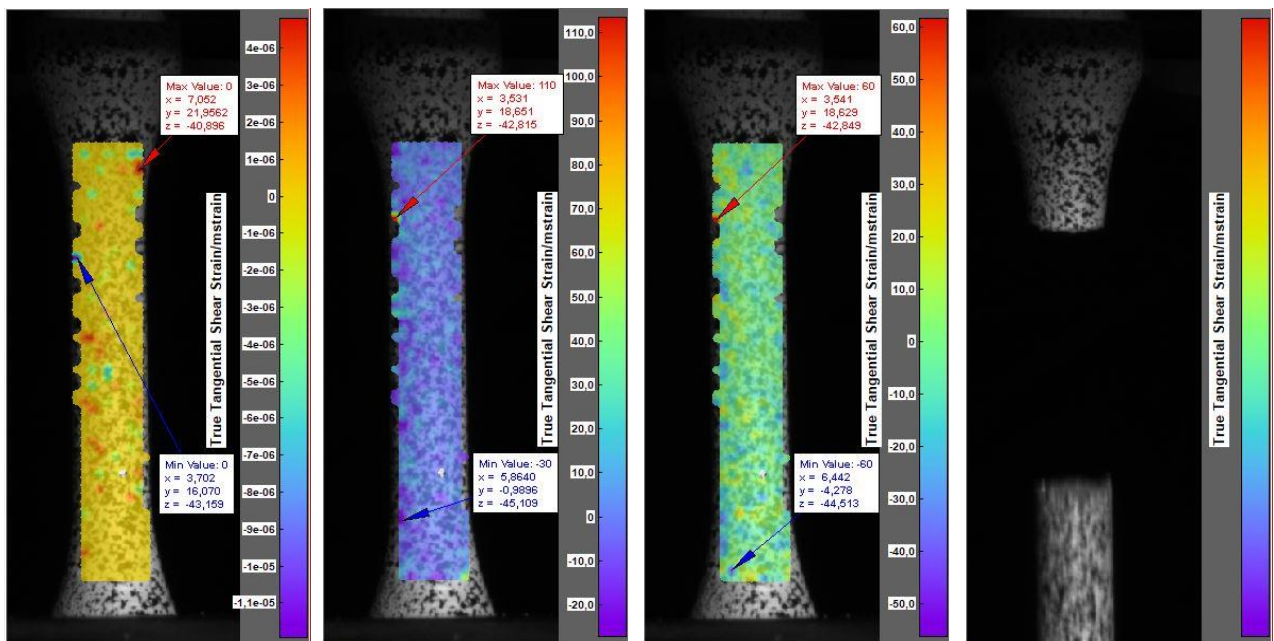 4e-06
3e-06
2e-06
1e-06
0
-1e-06
-2e-06
-3e-06
-4e-06
-5e-06
-6e-06
-7e-06
-8e-06
-9e-06
-1e-05
-1,1e-05
True Tangential Shear Strain/mstrain
Max Value: 0
x = 7,052
y = 21,9562
z = -40,896
Min Value: 0
x = 3,702
y = 16,070
z = -43,159
110,0
100,0
90,0
80,0
70,0
60,0
50,0
40,0
30,0
20,0
10,0
0
-10,0
-20,0
True Tangential Shear Strain/mstrain
Max Value: 110
x = 3,531
y = 18,651
z = -42,815
Min Value: -30
x = 5,8640
y = -0,9896
z = -45,109
60,0
50,0
40,0
30,0
20,0
10,0
0
-10,0
-20,0
-30,0
-40,0
-50,0
True Tangential Shear Strain/mstrain
Max Value: 60
x = 3,541
y = 18,629
z = -42,849
Min Value: -60
x = 6,442
y = -4,278
z = -44,513
True Tangential Shear Strain/mstrain